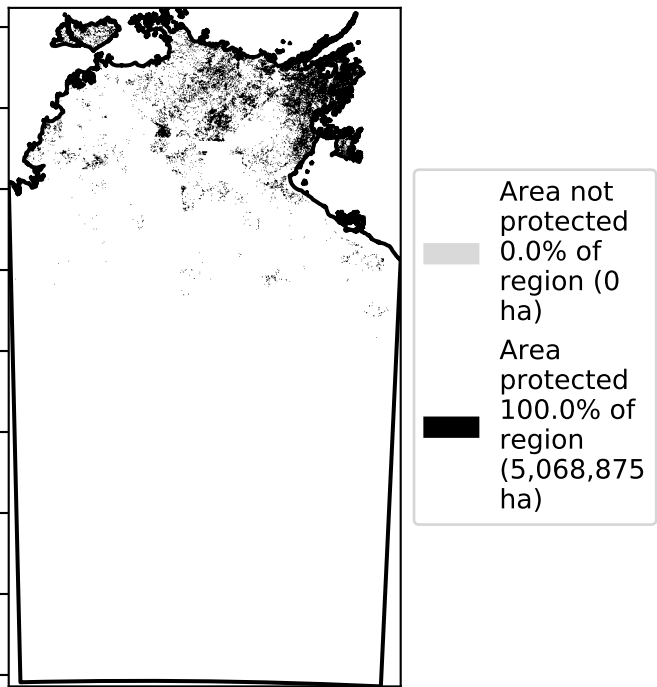 Area not
protected
0.0% of
region (0
ha)
Area
protected
100.0% of
region
(5,068,875
ha)